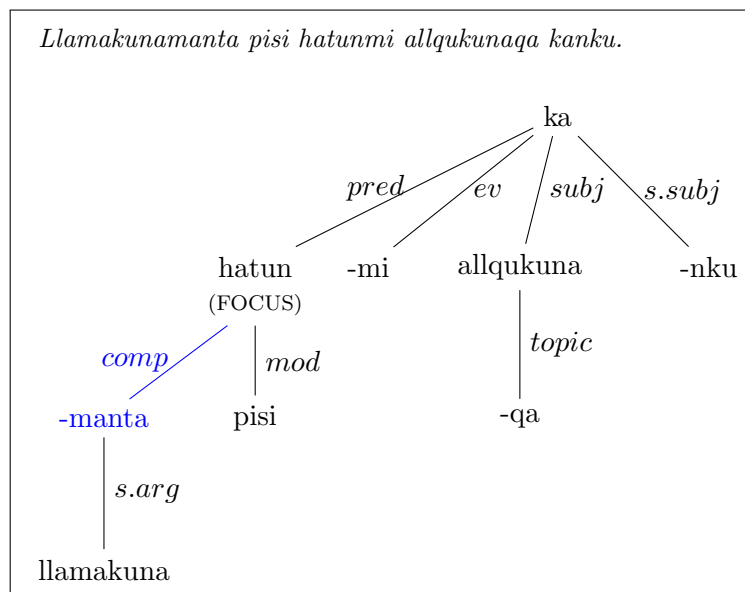 Llamakunamanta pisi hatunmi allqukunaqa kanku.
ka
pred ev subj s.subj
hatun -mi allqukuna -nku
(FOCUS)
comp mod topic
-manta pisi -qa
s.arg
llamakuna